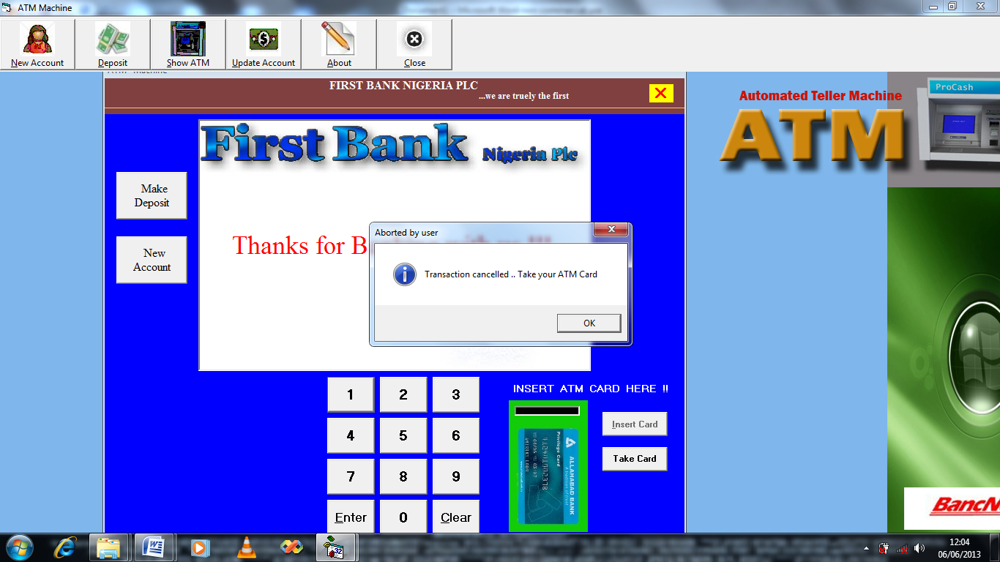 ATM Machine
New Account
Deposit
Show ATM
Update Account
About
Close
FIRST BANK NIGERIA PLC
...we are truely the first
Automated Teller Machine
ATM
ProCash
First Bank Nigeria Plc
Make
Deposit
New
Account
Thanks for B
Aborted by user
Transaction cancelled .. Take your ATM Card
OK
1 2 3
4 5 6
7 8 9
Enter 0 Clear
INSERT ATM CARD HERE !!
Insert Card
Take Card
ALLAHABAD BANK
Privilege Card
BancN
32
12:04
06/06/2013